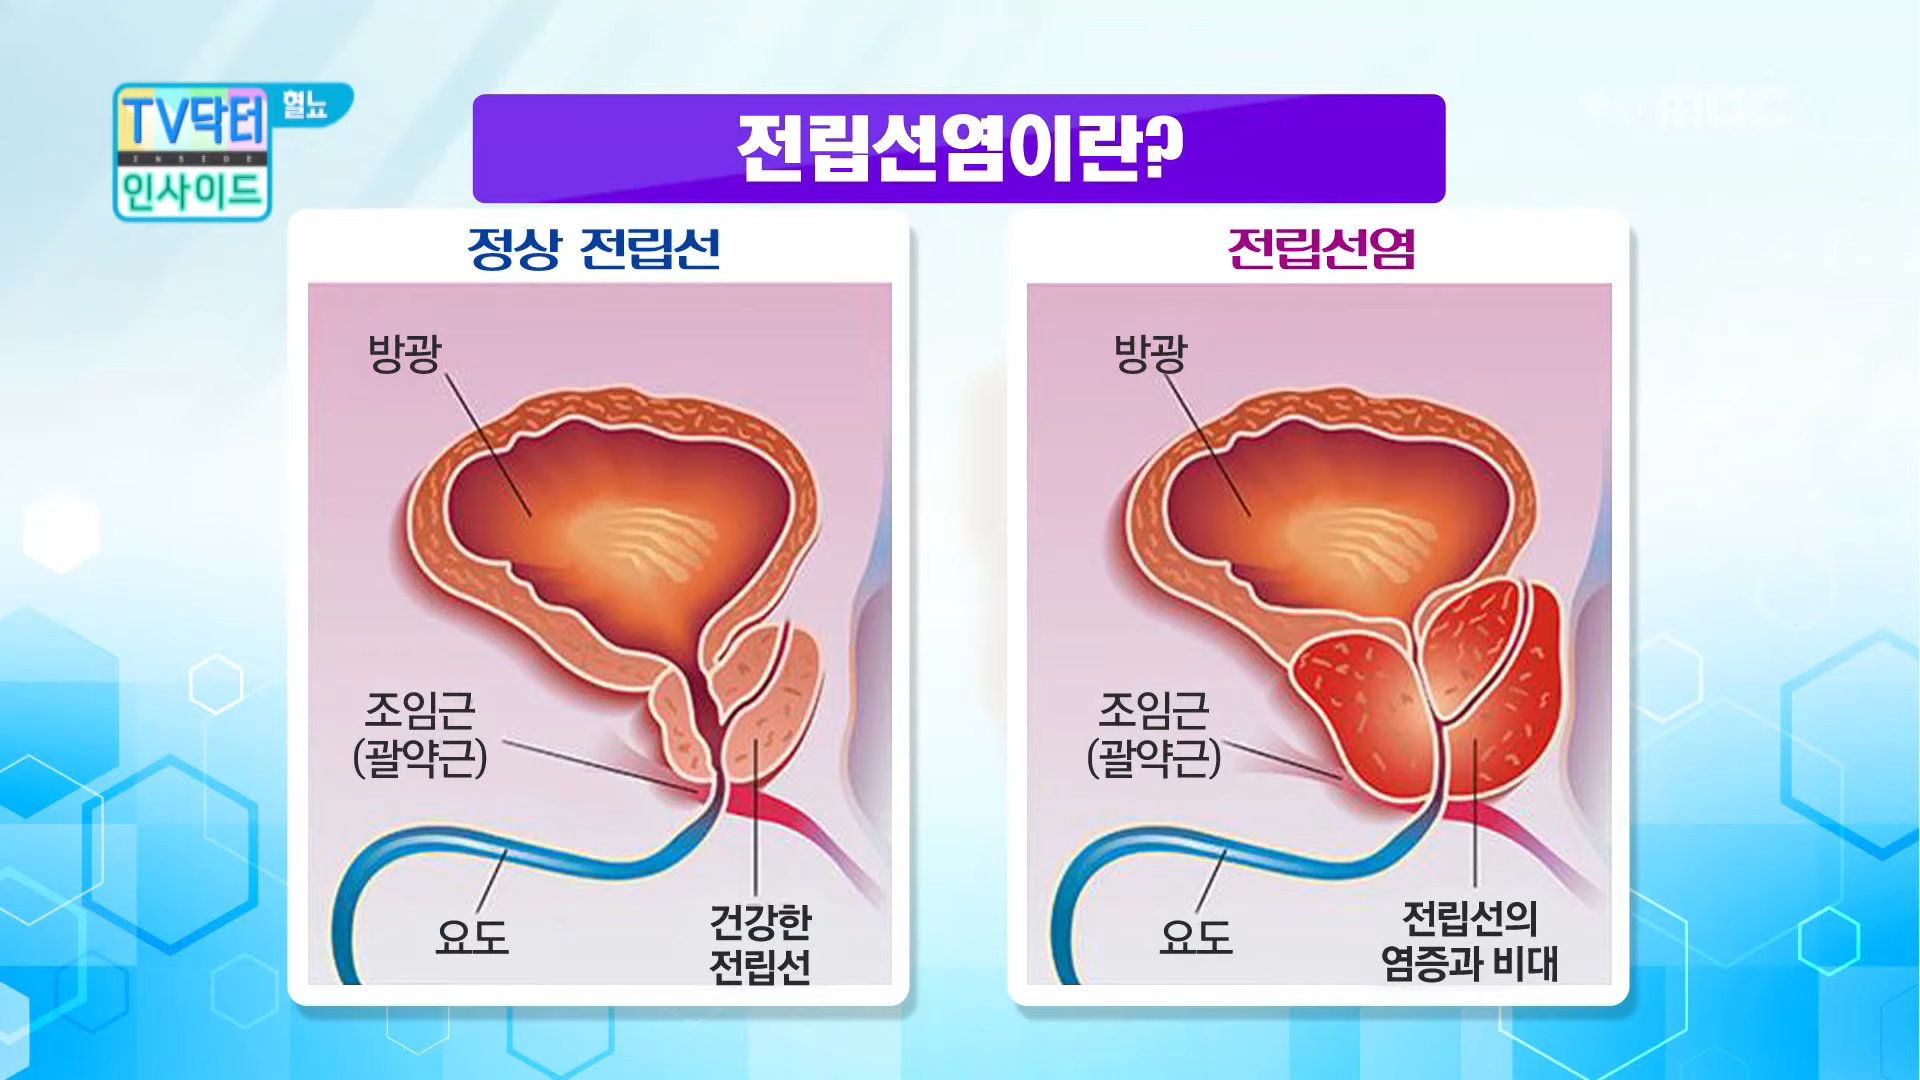 TV닥터
INSIDE
인사이드
혈뇨
MBC
전립선염이란?
정상 전립선
방광
조임근
(괄약근)
요도
건강한
전립선
전립선염
방광
조임근
(괄약근)
요도
전립선의
염증과 비대